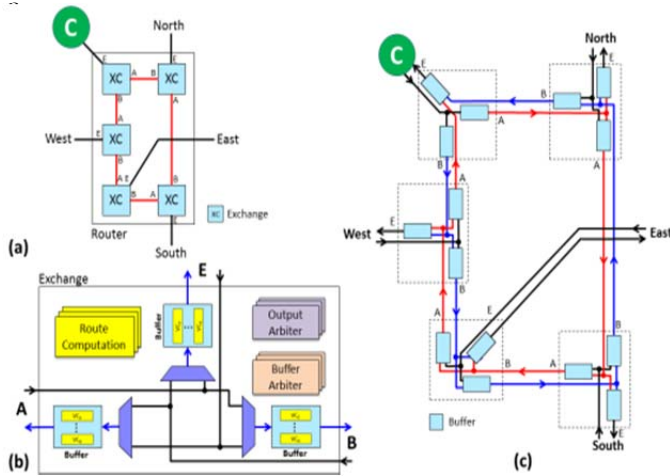 C
North
E
E
XC
A
B
XC
B
A
A
West
E
XC
East
B
A
E
B
XC
B
A
XC
E
XC
Exchange
Router
South
(a)
Exchange
E
Route
Computation
Buffer
Output
Arbiter
Buffer
Arbiter
A
Buffer
Buffer
B
(b)
C
E
North
E
B
A
A
B
E
A
West
B
East
E
A
B
B
A
E
Buffer
South
(c)